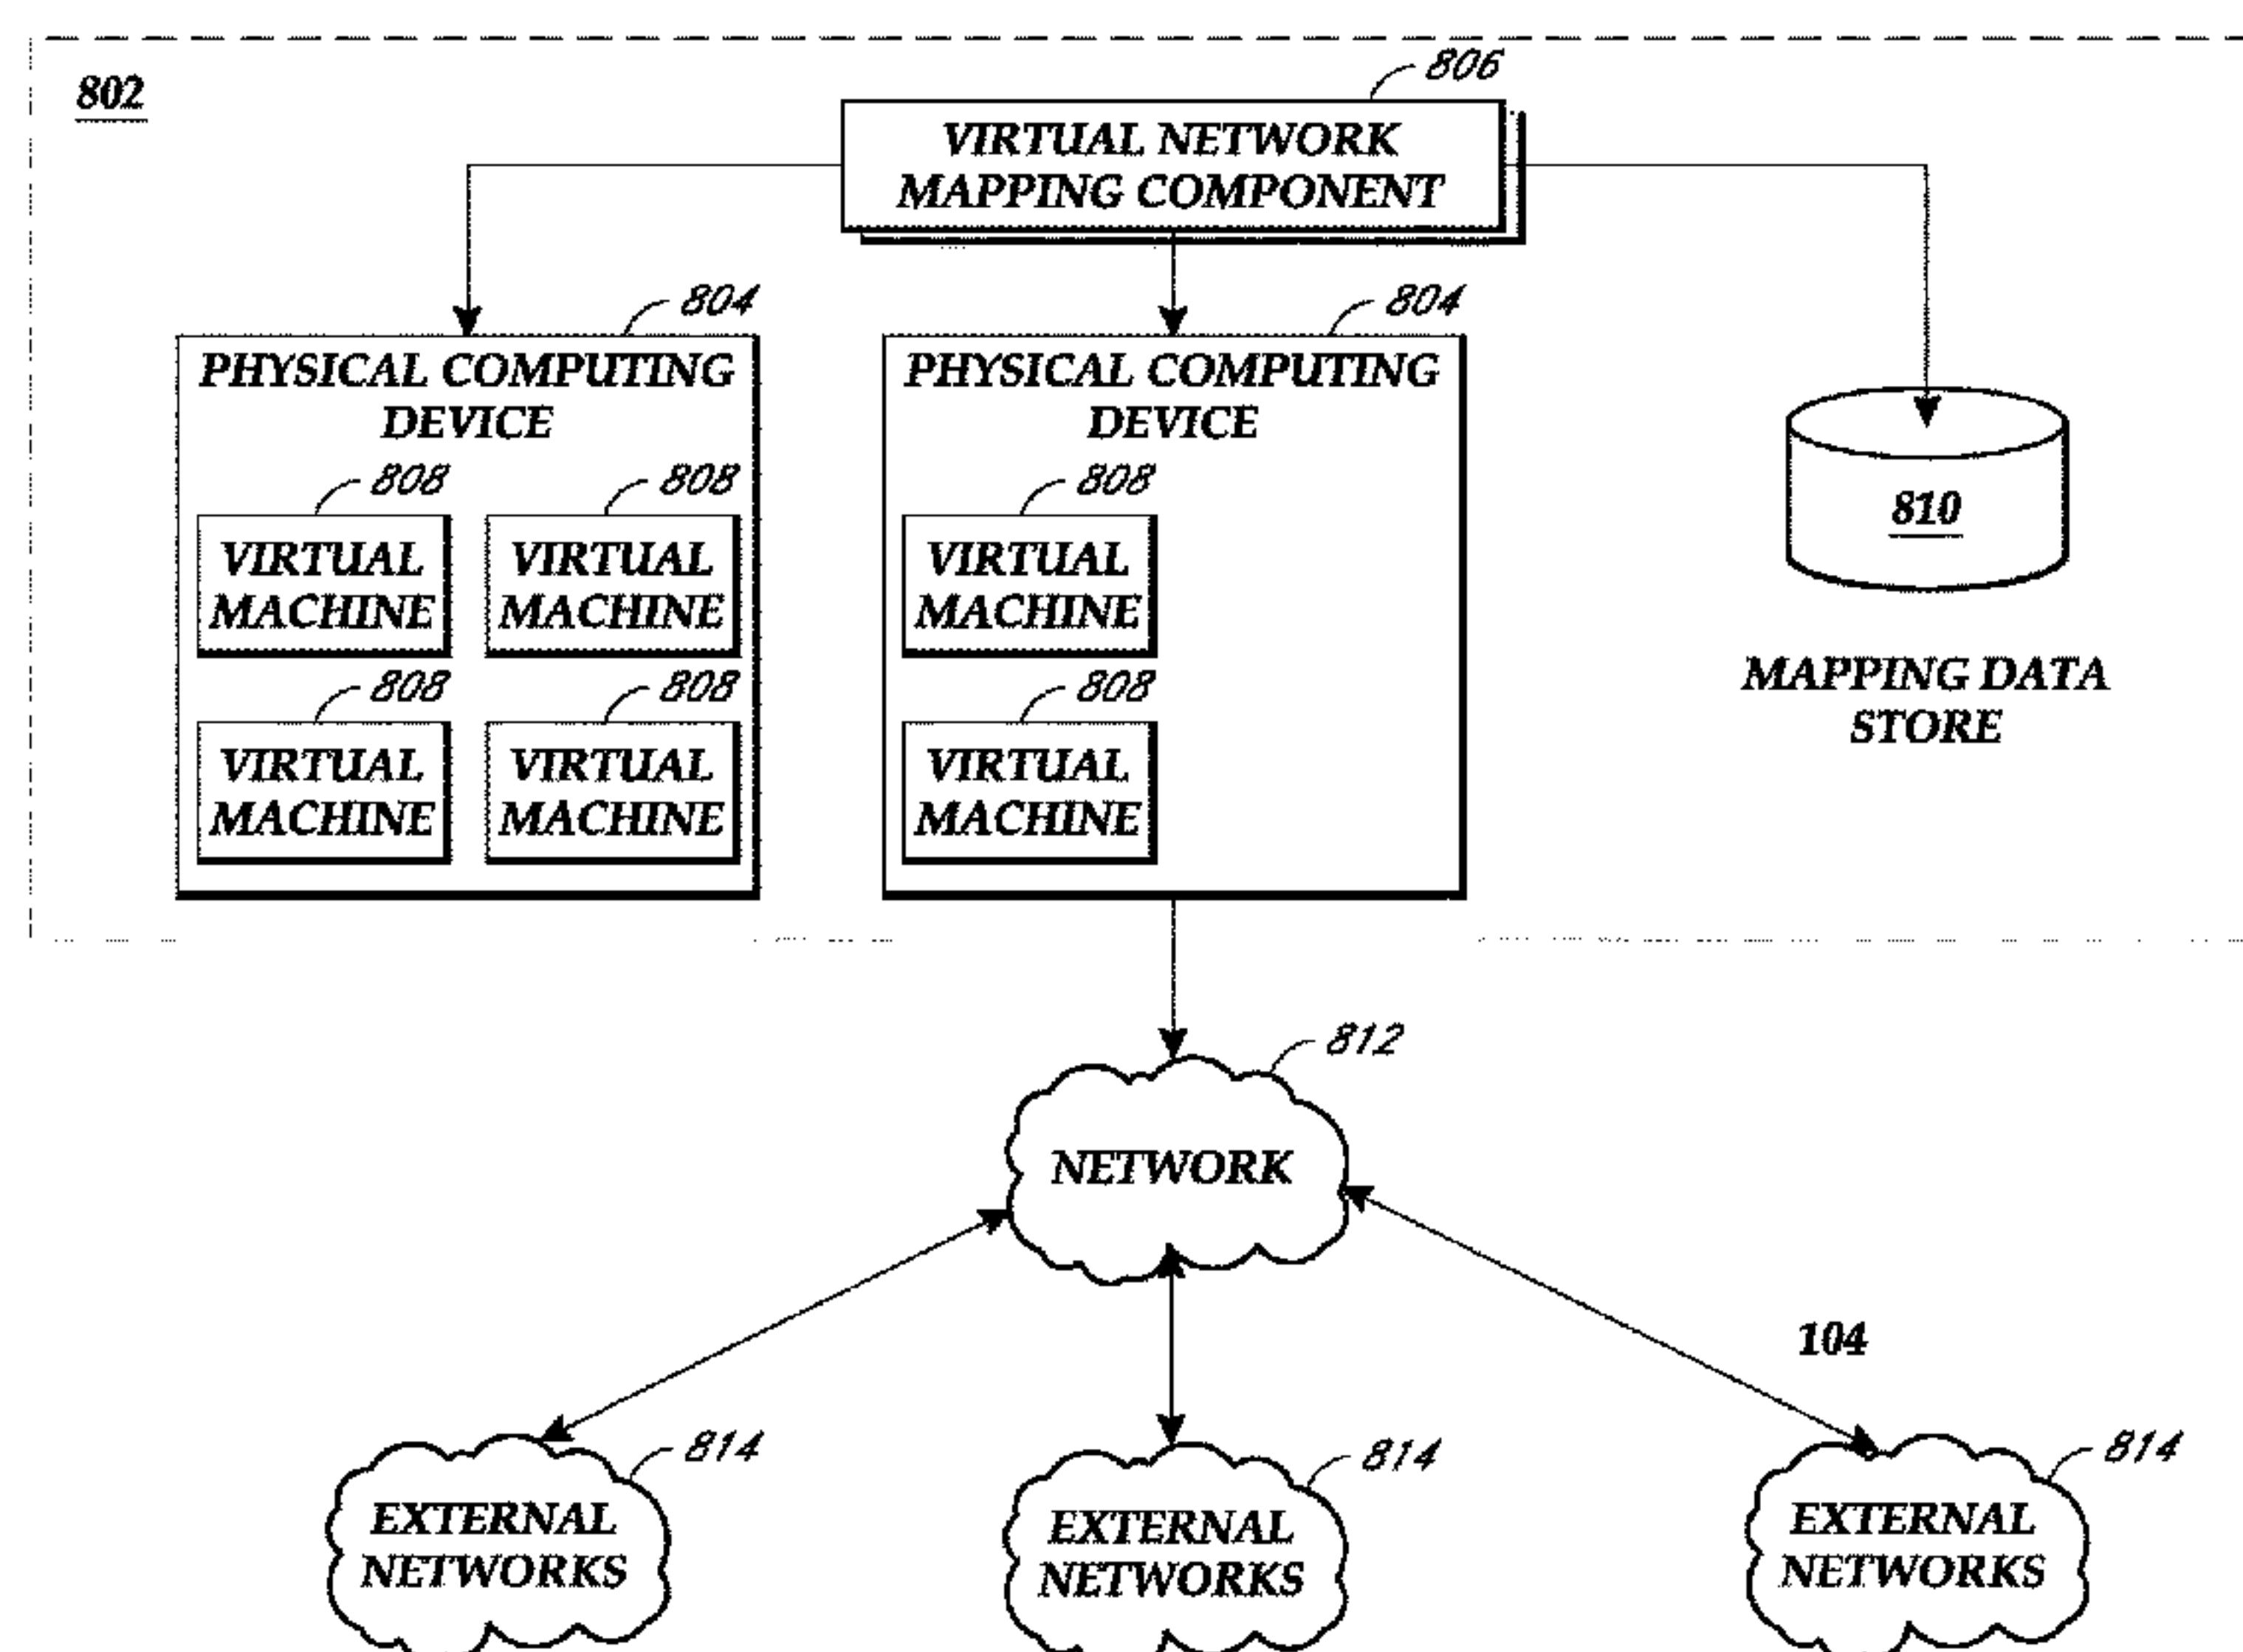 806
802
VIRTUAL NETWORK
MAPPING COMPONENT
804
804
PHYSICAL COMPUTING
DEVICE
PHYSICAL COMPUTING
DEVICE
808
808
808
VIRTUAL
MACHINE
VIRTUAL
MACHINE
VIRTUAL
MACHINE
810
808
808
808
MAPPING DATA
STORE
VIRTUAL
MACHINE
VIRTUAL
MACHINE
VIRTUAL
MACHINE
812
NETWORK
104
814
814
814
EXTERNAL
NETWORKS
EXTERNAL
NETWORKS
EXTERNAL
NETWORKS